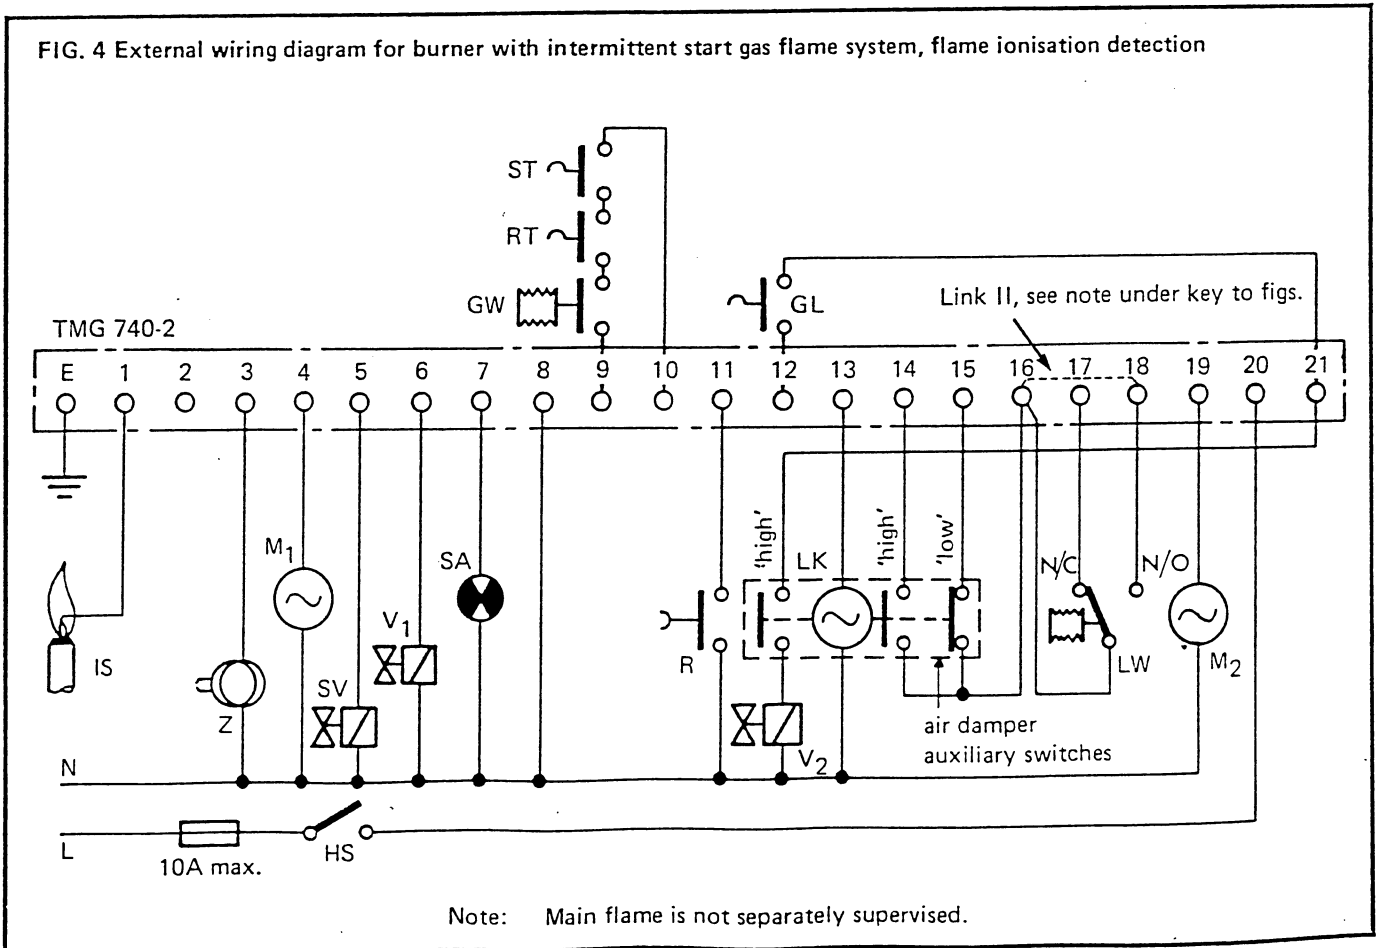 FIG. 4 External wiring diagram for burner with intermittent start gas flame system, flame ionisation detection
ST
RT
GW
GL
Link II, see note under key to figs.
TMG 740-2
E 1 2 3 4 5 6 7 8 9 10 11 12 13 14 15 16 17 18 19 20 21
'high'
LK
'high'
'low'
N/C
N/O
M1
SA
V1
IS
SV
Z
R
LW
M2
air damper
auxiliary switches
V2
N
L
10A max.
HS
Note: Main flame is not separately supervised.